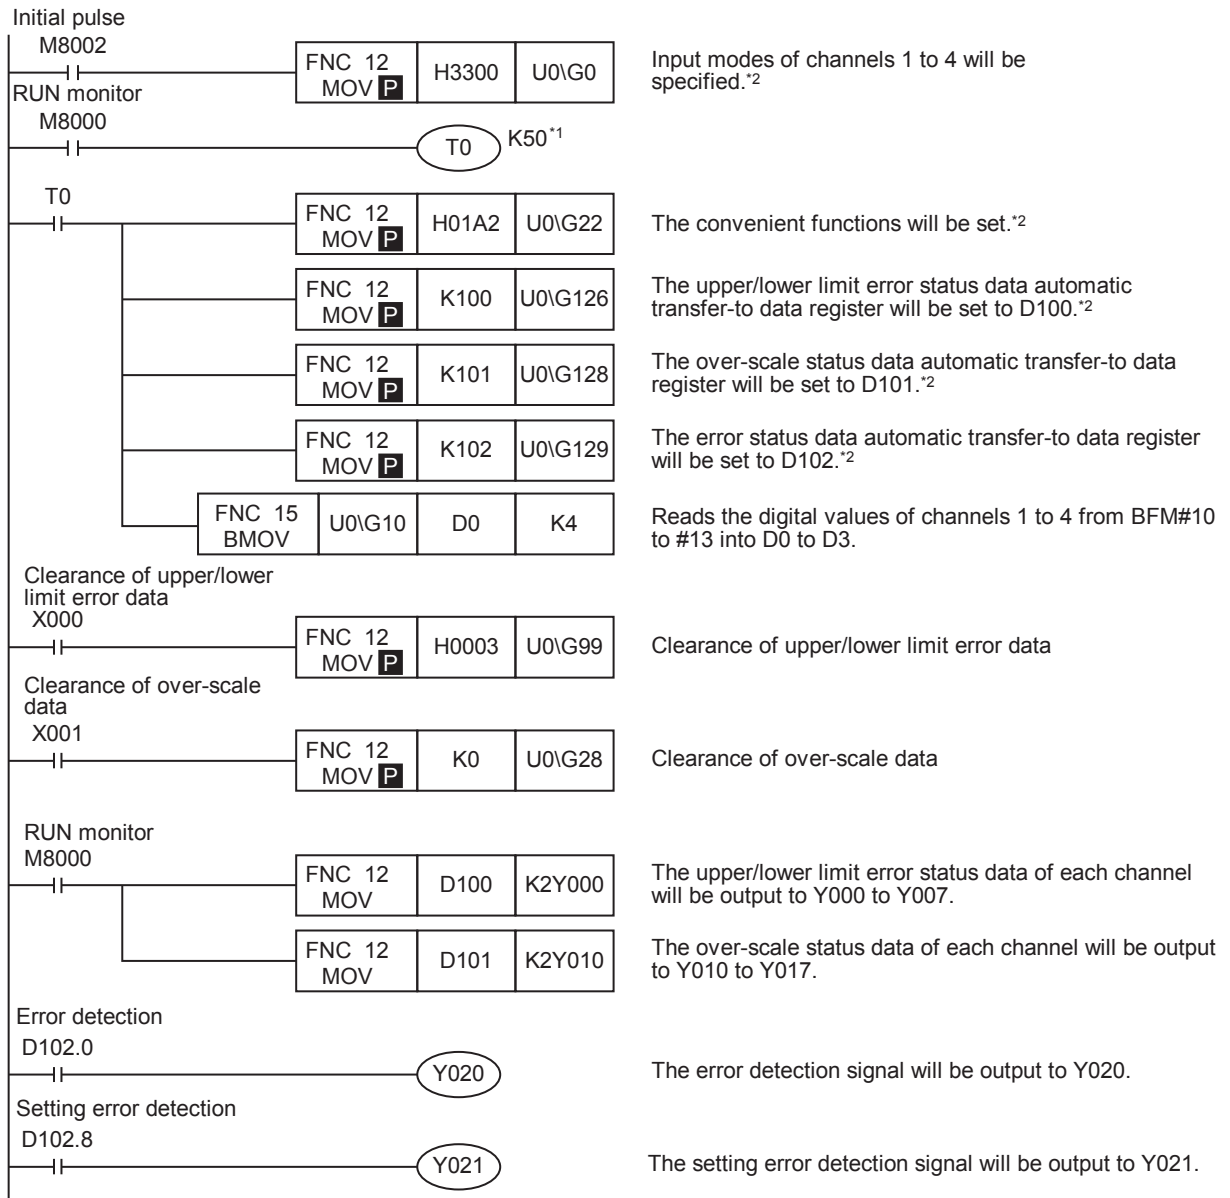 Initial pulse
M8002
FNC 12
MOV P
H3300
U0\G0
Input modes of channels 1 to 4 will be
specified.*2
RUN monitor
M8000
T0
K50*1
T0
FNC 12
MOV P
H01A2
U0\G22
The convenient functions will be set.*2
FNC 12
MOV P
K100
U0\G126
The upper/lower limit error status data automatic
transfer-to data register will be set to D100.*2
FNC 12
MOV P
K101
U0\G128
The over-scale status data automatic transfer-to data
register will be set to D101.*2
FNC 12
MOV P
K102
U0\G129
The error status data automatic transfer-to data register
will be set to D102.*2
FNC 15
BMOV
U0\G10
D0
K4
Reads the digital values of channels 1 to 4 from BFM#10
to #13 into D0 to D3.
Clearance of upper/lower
limit error data
X000
FNC 12
MOV P
H0003
U0\G99
Clearance of upper/lower limit error data
Clearance of over-scale
data
X001
FNC 12
MOV P
K0
U0\G28
Clearance of over-scale data
RUN monitor
M8000
FNC 12
MOV
D100
K2Y000
The upper/lower limit error status data of each channel
will be output to Y000 to Y007.
FNC 12
MOV
D101
K2Y010
The over-scale status data of each channel will be output
to Y010 to Y017.
Error detection
D102.0
Y020
The error detection signal will be output to Y020.
Setting error detection
D102.8
Y021
The setting error detection signal will be output to Y021.